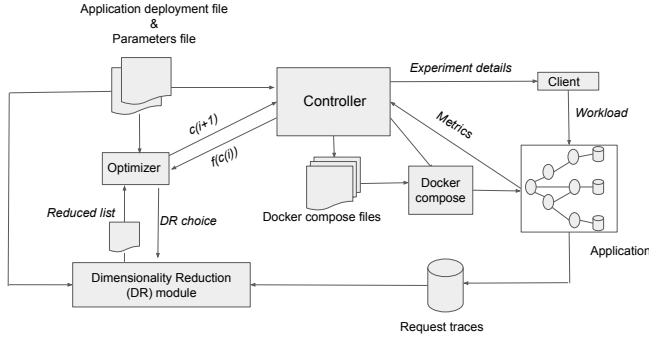 Application deployment file
&
Parameters file
Experiment details
Client
Controller
Workload
c(i+1)
f(c(i))
Metrics
Optimizer
Docker
compose
Docker compose files
Reduced list
DR choice
Application
Dimensionality Reduction
(DR) module
Request traces